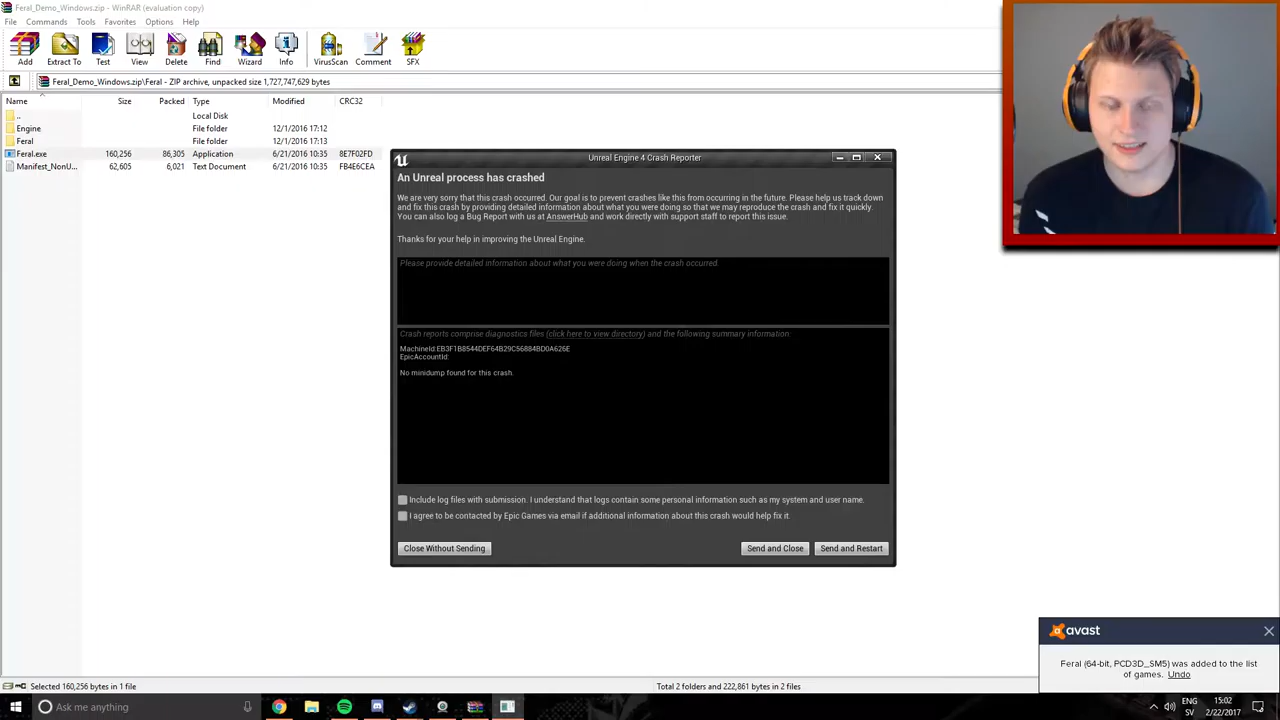 Feral_Demo_Windows.zip - WinRAR (evaluation copy)
File Commands Tools Favorites Options Help
Add Extract To Test View Delete Find Wizard Info VirusScan Comment SFX
Feral_Demo_Windows.zip\Feral - ZIP archive, unpacked size 1,727,747,629 bytes
Name Size Packed Type Modified CRC32
.. Local Disk
Engine File folder 12/1/2016 17:12
Feral File folder 12/1/2016 17:13
Feral.exe 160,256 86,305 Application 6/21/2016 10:35 8E7F02FD
Manifest_NonU... 62,605 6,021 Text Document 6/21/2016 10:35 FB4E6CEA
Unreal Engine 4 Crash Reporter
An Unreal process has crashed
We are very sorry that this crash occurred. Our goal is to prevent crashes like this from occurring in the future. Please help us track down
and fix this crash by providing detailed information about what you were doing so that we may reproduce the crash and fix it quickly.
You can also log a Bug Report with us at AnswerHub and work directly with support staff to report this issue.
Thanks for your help in improving the Unreal Engine.
Please provide detailed information about what you were doing when the crash occurred.
Crash reports comprise diagnostics files (click here to view directory) and the following summary information:
MachineId:EB3F1B8544DEF64B29C56884BD0A626E
EpicAccountId:
No minidump found for this crash.
Include log files with submission. I understand that logs contain some personal information such as my system and user name.
I agree to be contacted by Epic Games via email if additional information about this crash would help fix it.
Close Without Sending Send and Close Send and Restart
avast
Feral (64-bit, PCD3D_SM5) was added to the list
of games. Undo
Selected 160,256 bytes in 1 file Total 2 folders and 222,861 bytes in 2 files
Ask me anything
ENG
SV
15:02
2/22/2017